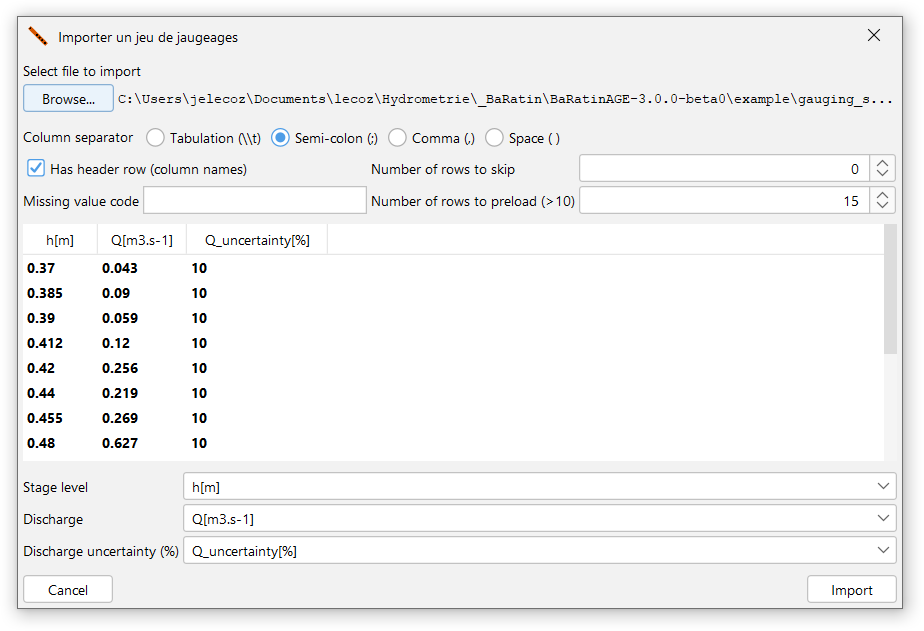 Importer un jeu de jaugeages
Select file to import
Browse... C:\Users\jelecoz\Documents\lecoz\Hydrometrie\_BaRatin\BaRatinAGE-3.0.0-beta0\example\gauging_s...
Column separator Tabulation (\\t) Semi-colon (;) Comma (,) Space ( )
Has header row (column names) Number of rows to skip 0
Missing value code Number of rows to preload (>10) 15
h[m] Q[m3.s-1] Q_uncertainty[%]
0.37 0.043 10
0.385 0.09 10
0.39 0.059 10
0.412 0.12 10
0.42 0.256 10
0.44 0.219 10
0.455 0.269 10
0.48 0.627 10
Stage level h[m]
Discharge Q[m3.s-1]
Discharge uncertainty (%) Q_uncertainty[%]
Cancel Import